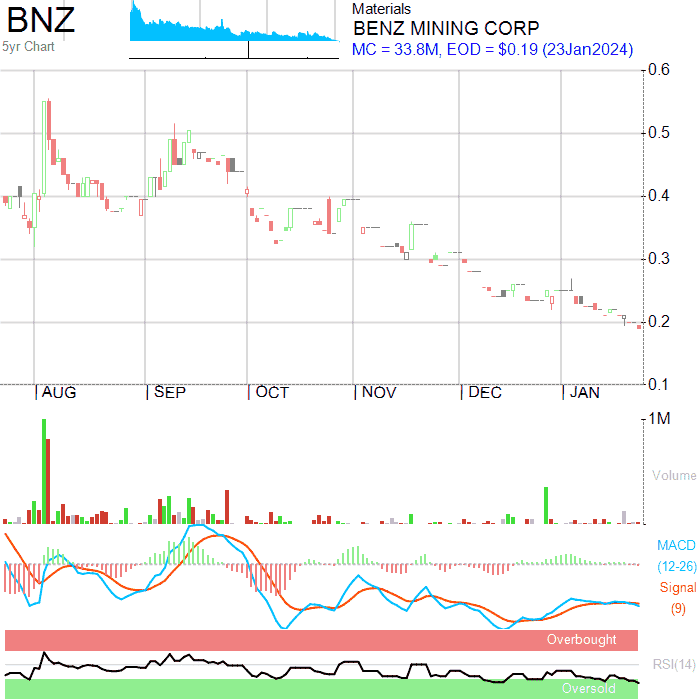 BNZ
5yr Chart
Materials
BENZ MINING CORP
MC = 33.8M, EOD = $0.19 (23Jan2024)
0.6
0.5
0.4
0.3
0.2
0.1
AUG SEP OCT NOV DEC JAN
1M
Volume
MACD
(12-26)
Signal
(9)
Overbought
RSI(14)
Oversold